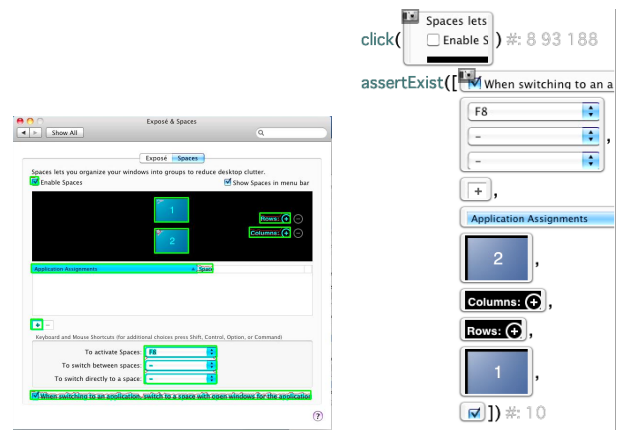 Exposé & Spaces
Show All
Exposé Spaces
Spaces lets you organize your windows into groups to reduce desktop clutter.
Enable Spaces
Show Spaces in menu bar
1
Rows:
Columns:
2
Application Assignments
Space
+ -
Keyboard and Mouse Shortcuts (for additional choices press Shift, Control, Option, or Command)
To activate Spaces: F8
To switch between spaces: -
To switch directly to a space: -
When switching to an application, switch to a space with open windows for the application
?
Spaces lets
click( Enable S ) #: 8 93 188
assertExist([ When switching to an a
F8
-
- ,
+ ,
Application Assignments
2 ,
Columns: ,
Rows: ,
1 ,
]) #: 10